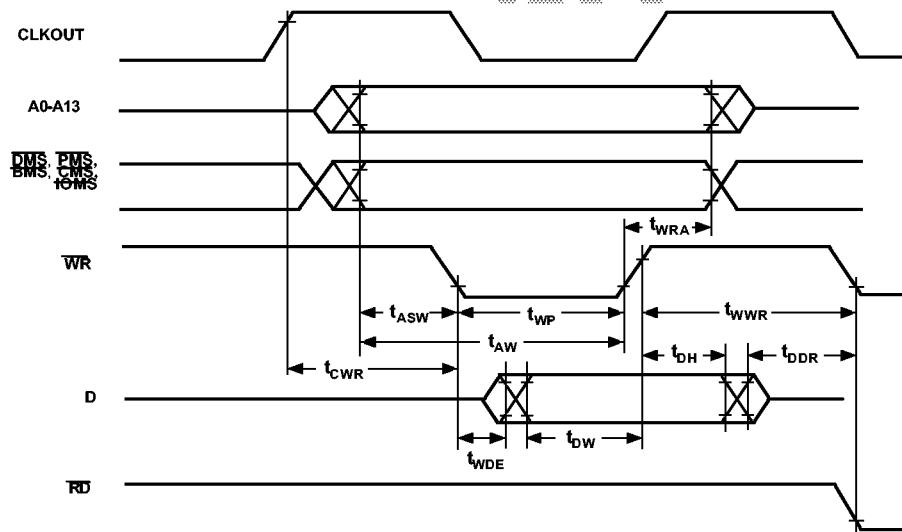 CLKOUT
A0-A13
DMS, PMS,
BMS, CMS,
IOMS
tWRA
WR
tASW
tWP
tWWR
tAW
tDH
tDDR
tCWR
D
tWDE
tDW
RD